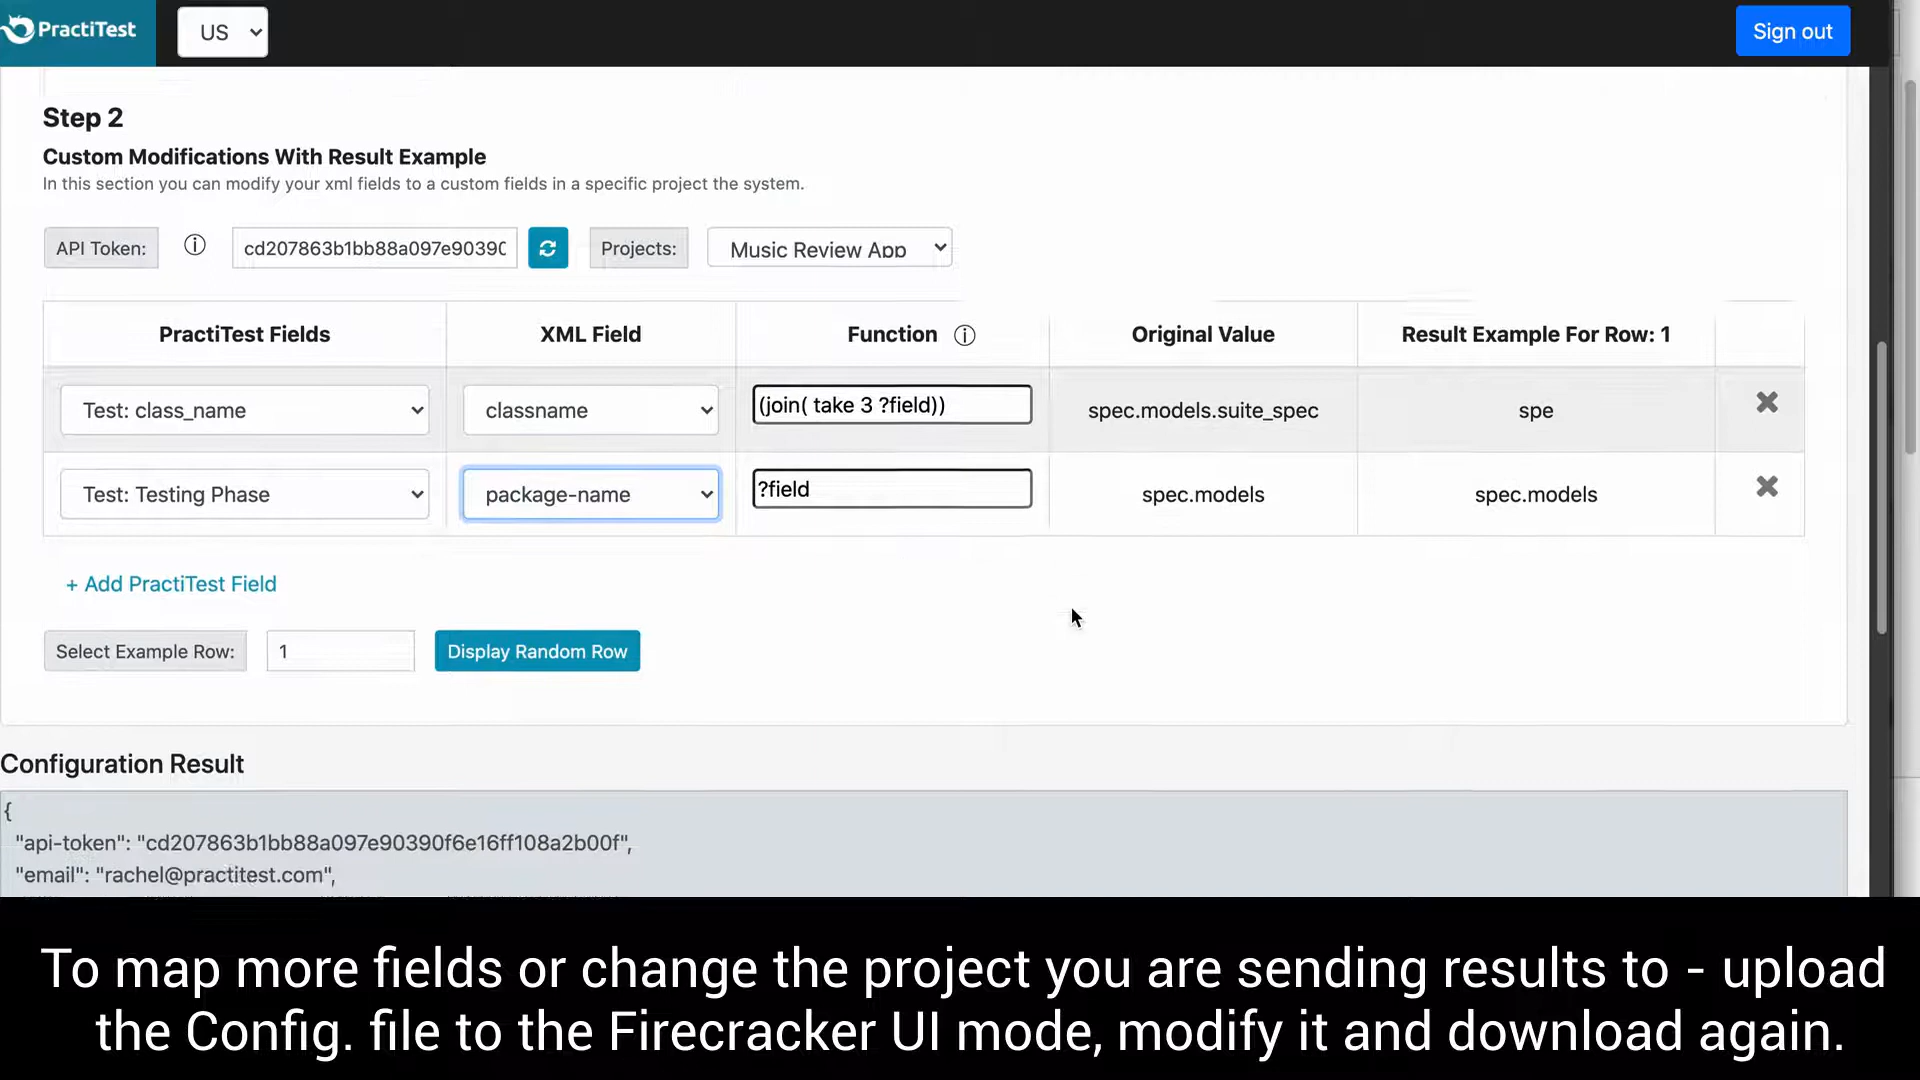 PractiTest
US
Sign out
Step 2
Custom Modifications With Result Example
In this section you can modify your xml fields to a custom fields in a specific project the system.
API Token:
cd207863b1bb88a097e90390
Projects:
Music Review App
PractiTest Fields
XML Field
Function
Original Value
Result Example For Row: 1
Test: class_name
classname
(join( take 3 ?field))
spec.models.suite_spec
spe
Test: Testing Phase
package-name
?field
spec.models
spec.models
+ Add PractiTest Field
Select Example Row:
1
Display Random Row
Configuration Result
{
"api-token": "cd207863b1bb88a097e90390f6e16ff108a2b00f",
"email": "rachel@practitest.com",
To map more fields or change the project you are sending results to - upload
the Config. file to the Firecracker UI mode, modify it and download again.